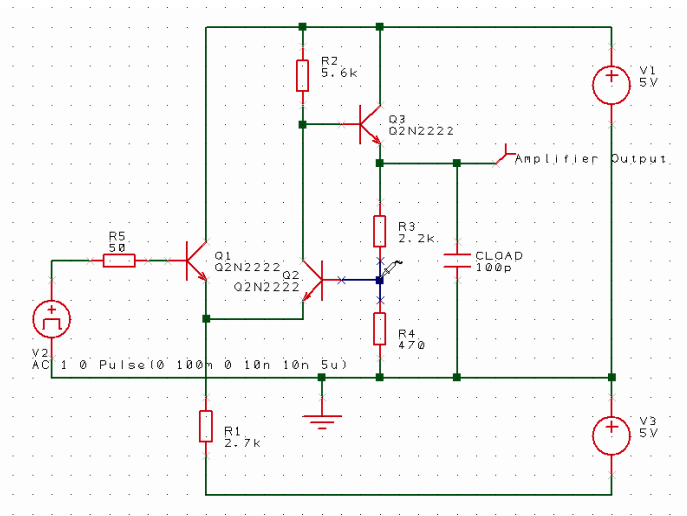 R2
5.6k
V1
5V
Q3
Q2N2222
Amplifier Output
R3
2.2k
R5
50
Q1
Q2N2222
Q2
Q2N2222
CLOAD
100p
R4
470
V2
AC 1 0 Pulse(0 100m 0 10n 10n 5u)
R1
2.7k
V3
5V